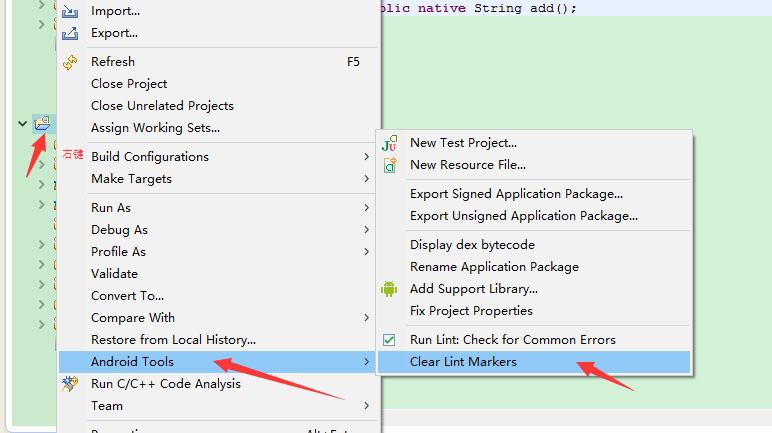 Import...
blic native String add();
Export...
Refresh F5
Close Project
Close Unrelated Projects
Assign Working Sets...
右键
Build Configurations
Make Targets
Run As
Debug As
Profile As
Validate
Convert To...
Compare With
Restore from Local History...
Android Tools
Run C/C++ Code Analysis
Team
New Test Project...
New Resource File...
Export Signed Application Package...
Export Unsigned Application Package...
Display dex bytecode
Rename Application Package
Add Support Library...
Fix Project Properties
Run Lint: Check for Common Errors
Clear Lint Markers